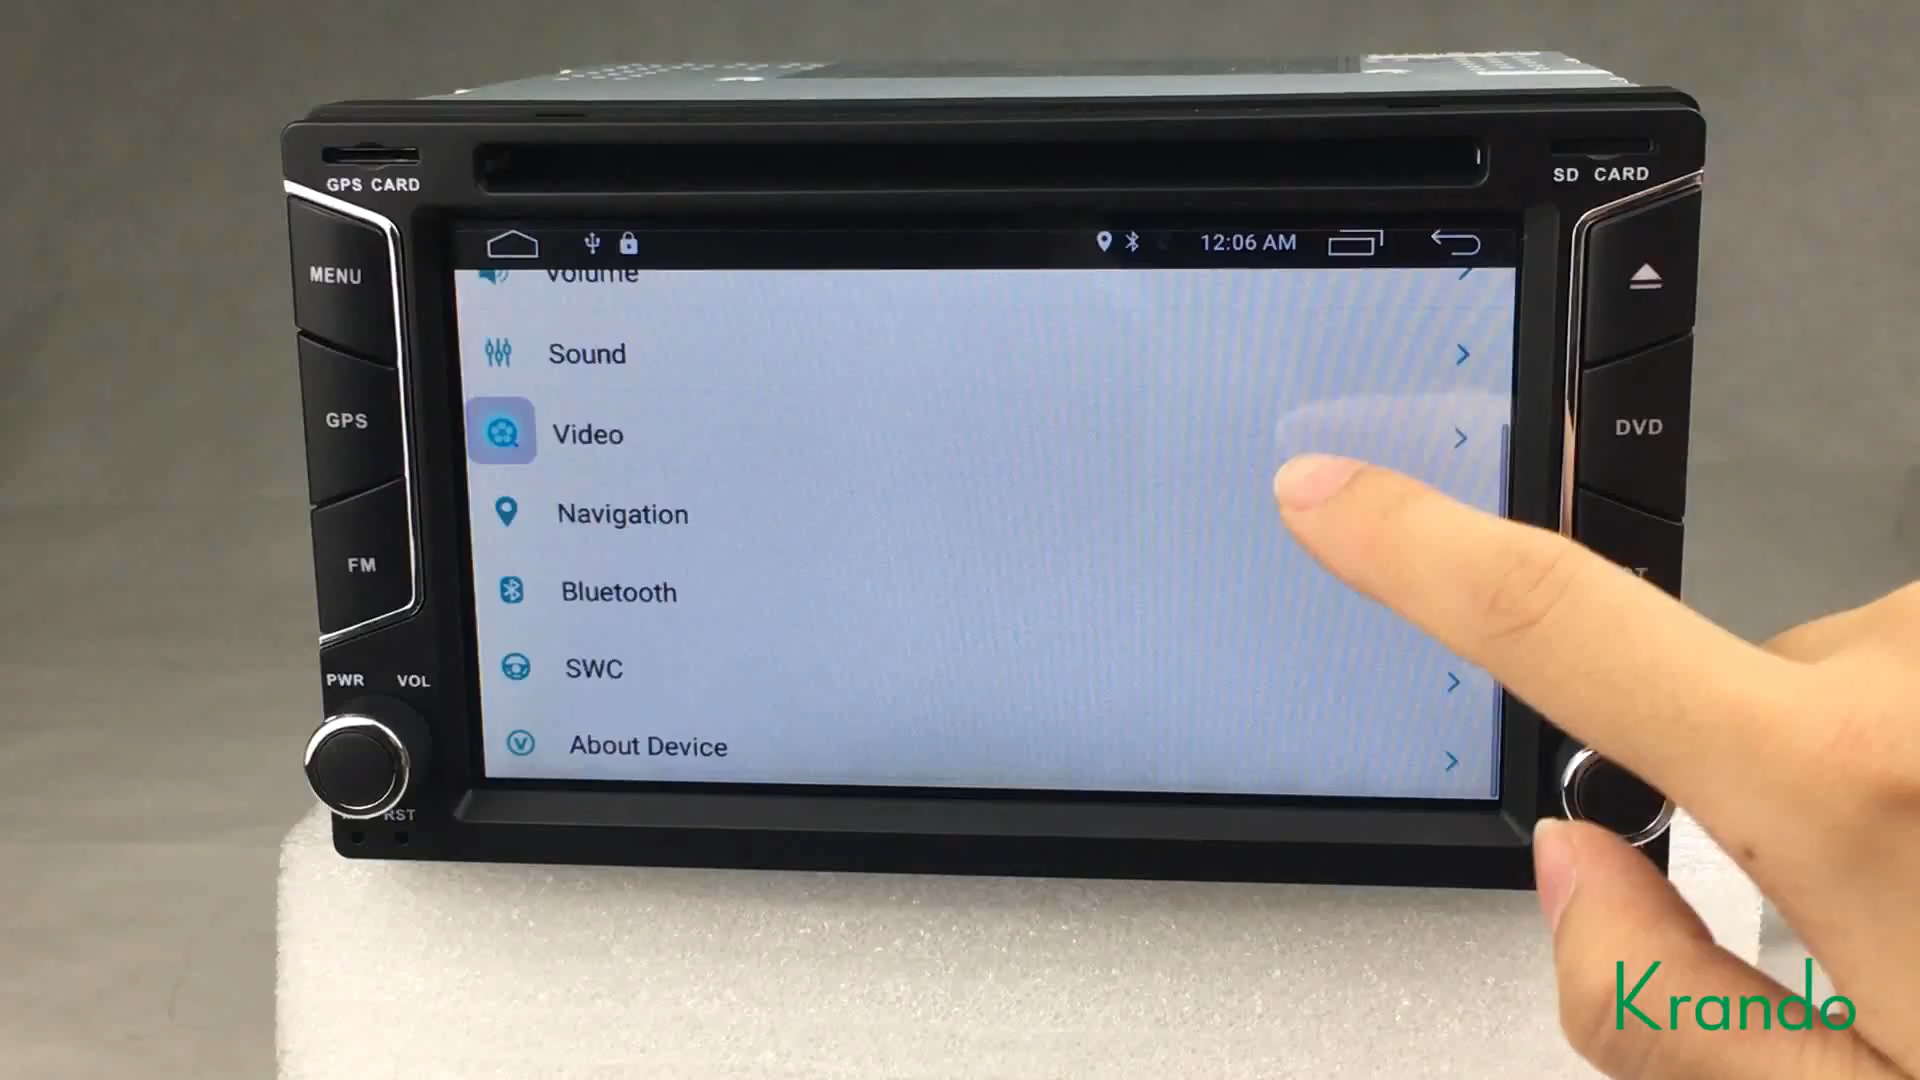 GPS CARD
SD CARD
MENU
12:06 AM
Volume
Sound
GPS
Video
DVD
Navigation
FM
Bluetooth
PWR VOL
SWC
About Device
RST
Krando